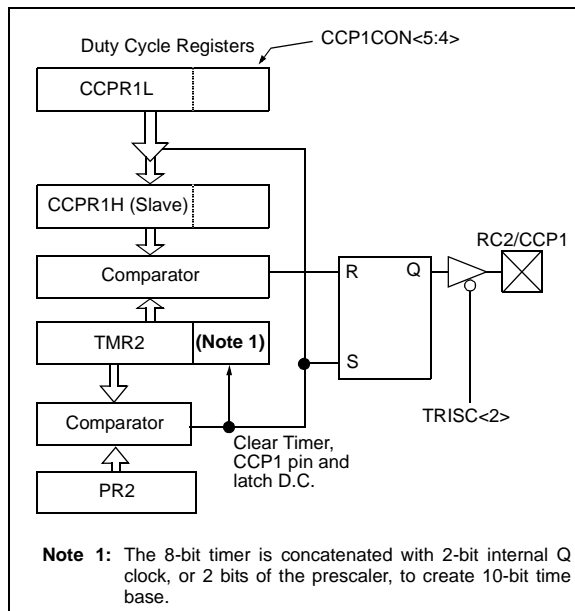 Duty Cycle Registers
CCP1CON<5:4>
CCPR1L
CCPR1H (Slave)
Comparator
R
Q
RC2/CCP1
TMR2
(Note 1)
S
Comparator
TRISC<2>
Clear Timer,
CCP1 pin and
latch D.C.
PR2
Note 1: The 8-bit timer is concatenated with 2-bit internal Q
clock, or 2 bits of the prescaler, to create 10-bit time
base.